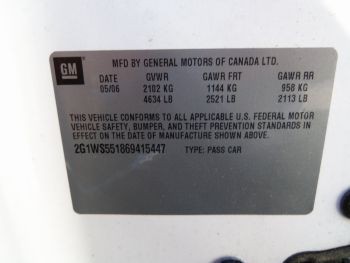 GM
MFD BY GENERAL MOTORS OF CANADA LTD.
DATE GVWR GAWR FRT GAWR RR
05/06 2102 KG 1144 KG 958 KG
4634 LB 2521 LB 2113 LB
THIS VEHICLE CONFORMS TO ALL APPLICABLE U.S. FEDERAL MOTOR
VEHICLE SAFETY, BUMPER, AND THEFT PREVENTION STANDARDS IN
EFFECT ON THE DATE OF MANUFACTURE SHOWN ABOVE.
2G1WS551869415447 TYPE: PASS CAR